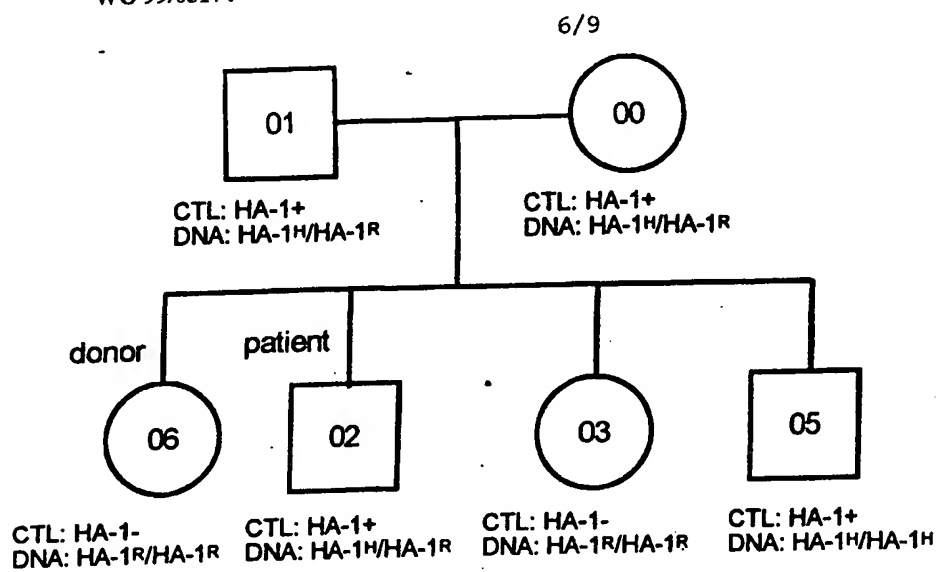 6/9
01
00
CTL: HA-1+
DNA: HA-1H/HA-1R
CTL: HA-1+
DNA: HA-1H/HA-1R
donor
patient
06
02
03
05
CTL: HA-1-
DNA: HA-1R/HA-1R
CTL: HA-1+
DNA: HA-1H/HA-1R
CTL: HA-1-
DNA: HA-1R/HA-1R
CTL: HA-1+
DNA: HA-1H/HA-1H